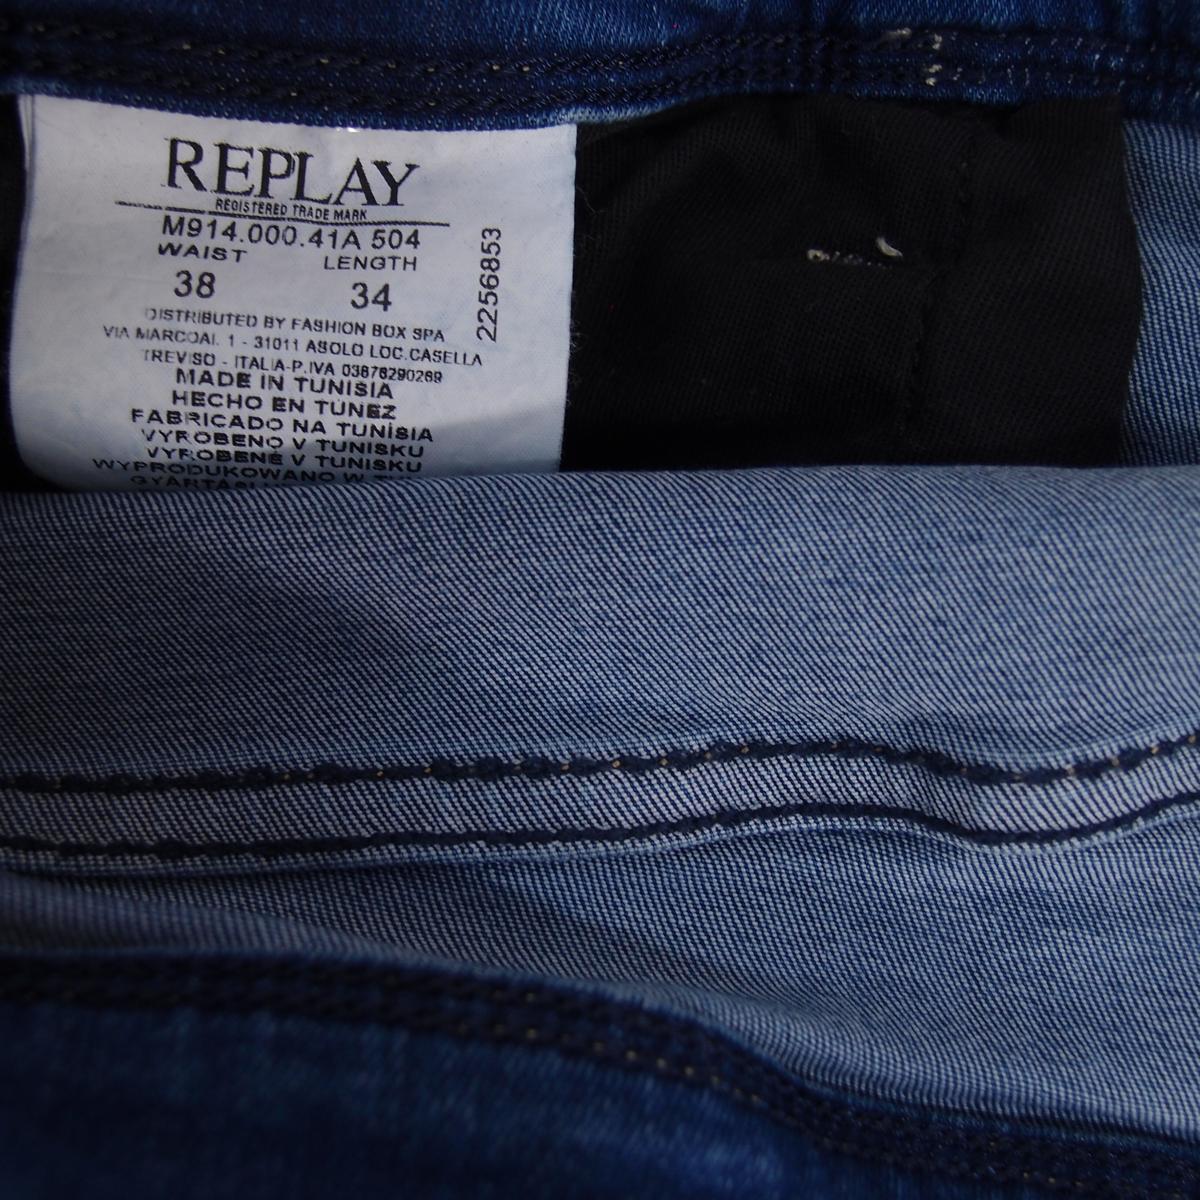 REPLAY
REGISTERED TRADE MARK
M914.000.41A 504
WAIST LENGTH
38 34
2256853
DISTRIBUTED BY FASHION BOX SPA
VIA MARCOAI. 1 - 31011 ASOLO LOC.CASELLA
TREVISO - ITALIA-P.IVA 03876290269
MADE IN TUNISIA
HECHO EN TÚNEZ
FABRICADO NA TUNÍSIA
VYROBENO V TUNISKU
VYROBENÉ V TUNISKU
WYPRODUKOWANO W